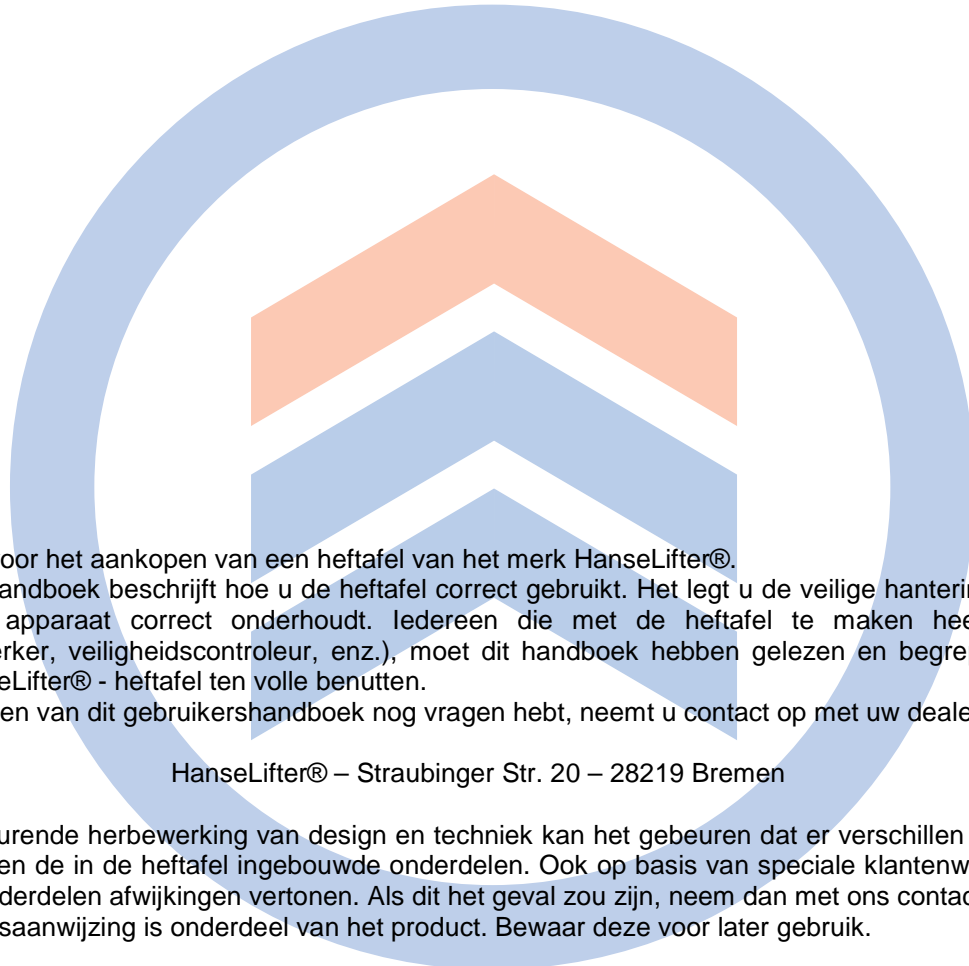 oor het aankopen van een heftafel van het merk HanseLifter®.
andboek beschrijft hoe u de heftafel correct gebruikt. Het legt u de veilige hanterin
apparaat correct onderhoudt. Iedereen die met de heftafel te maken hee
erker, veiligheidscontroleur, enz.), moet dit handboek hebben gelezen en begrep
eLifter® - heftafel ten volle benutten.
en van dit gebruikershandboek nog vragen hebt, neemt u contact op met uw deale
HanseLifter® – Straubinger Str. 20 – 28219 Bremen
urende herbewerking van design en techniek kan het gebeuren dat er verschillen
en de in de heftafel ingebouwde onderdelen. Ook op basis van speciale klantenw
derdelen afwijkingen vertonen. Als dit het geval zou zijn, neem dan met ons contac
saanwijzing is onderdeel van het product. Bewaar deze voor later gebruik.